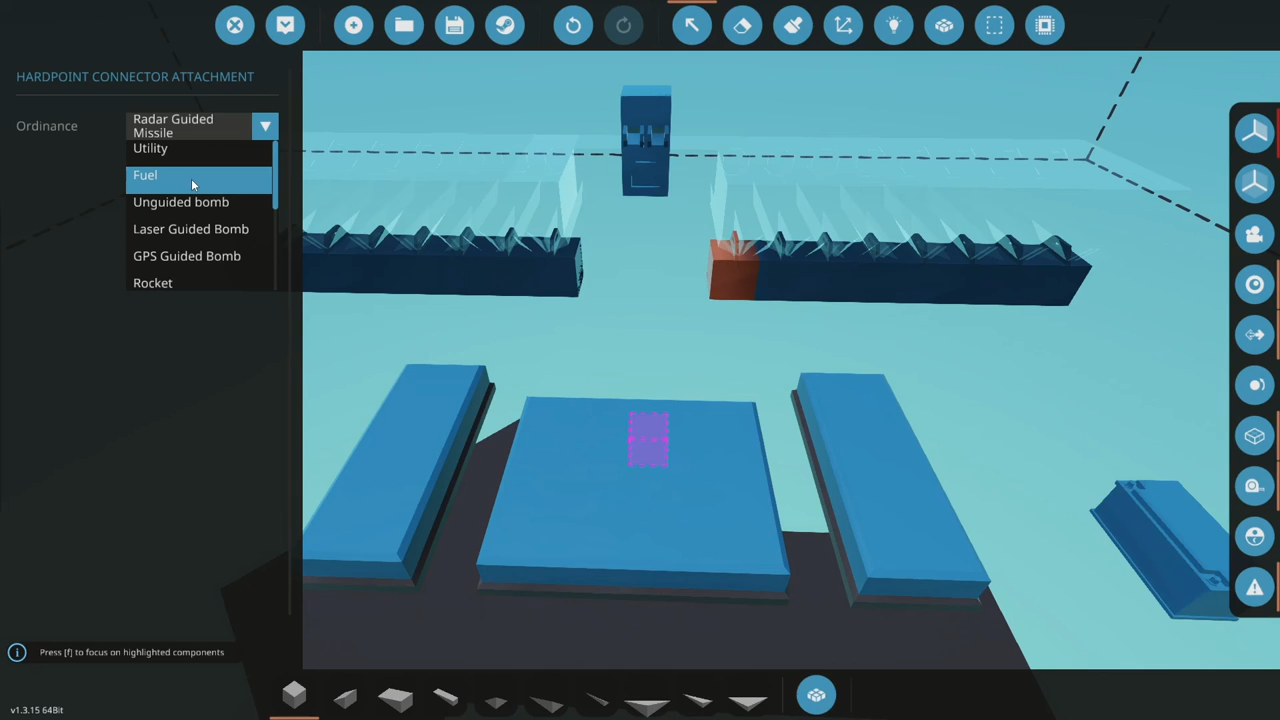 HARDPOINT CONNECTOR ATTACHMENT
Ordinance
Radar Guided
Missile
Utility
Fuel
Unguided bomb
Laser Guided Bomb
GPS Guided Bomb
Rocket
Press [f] to focus on highlighted components
v1.3.15 64Bit